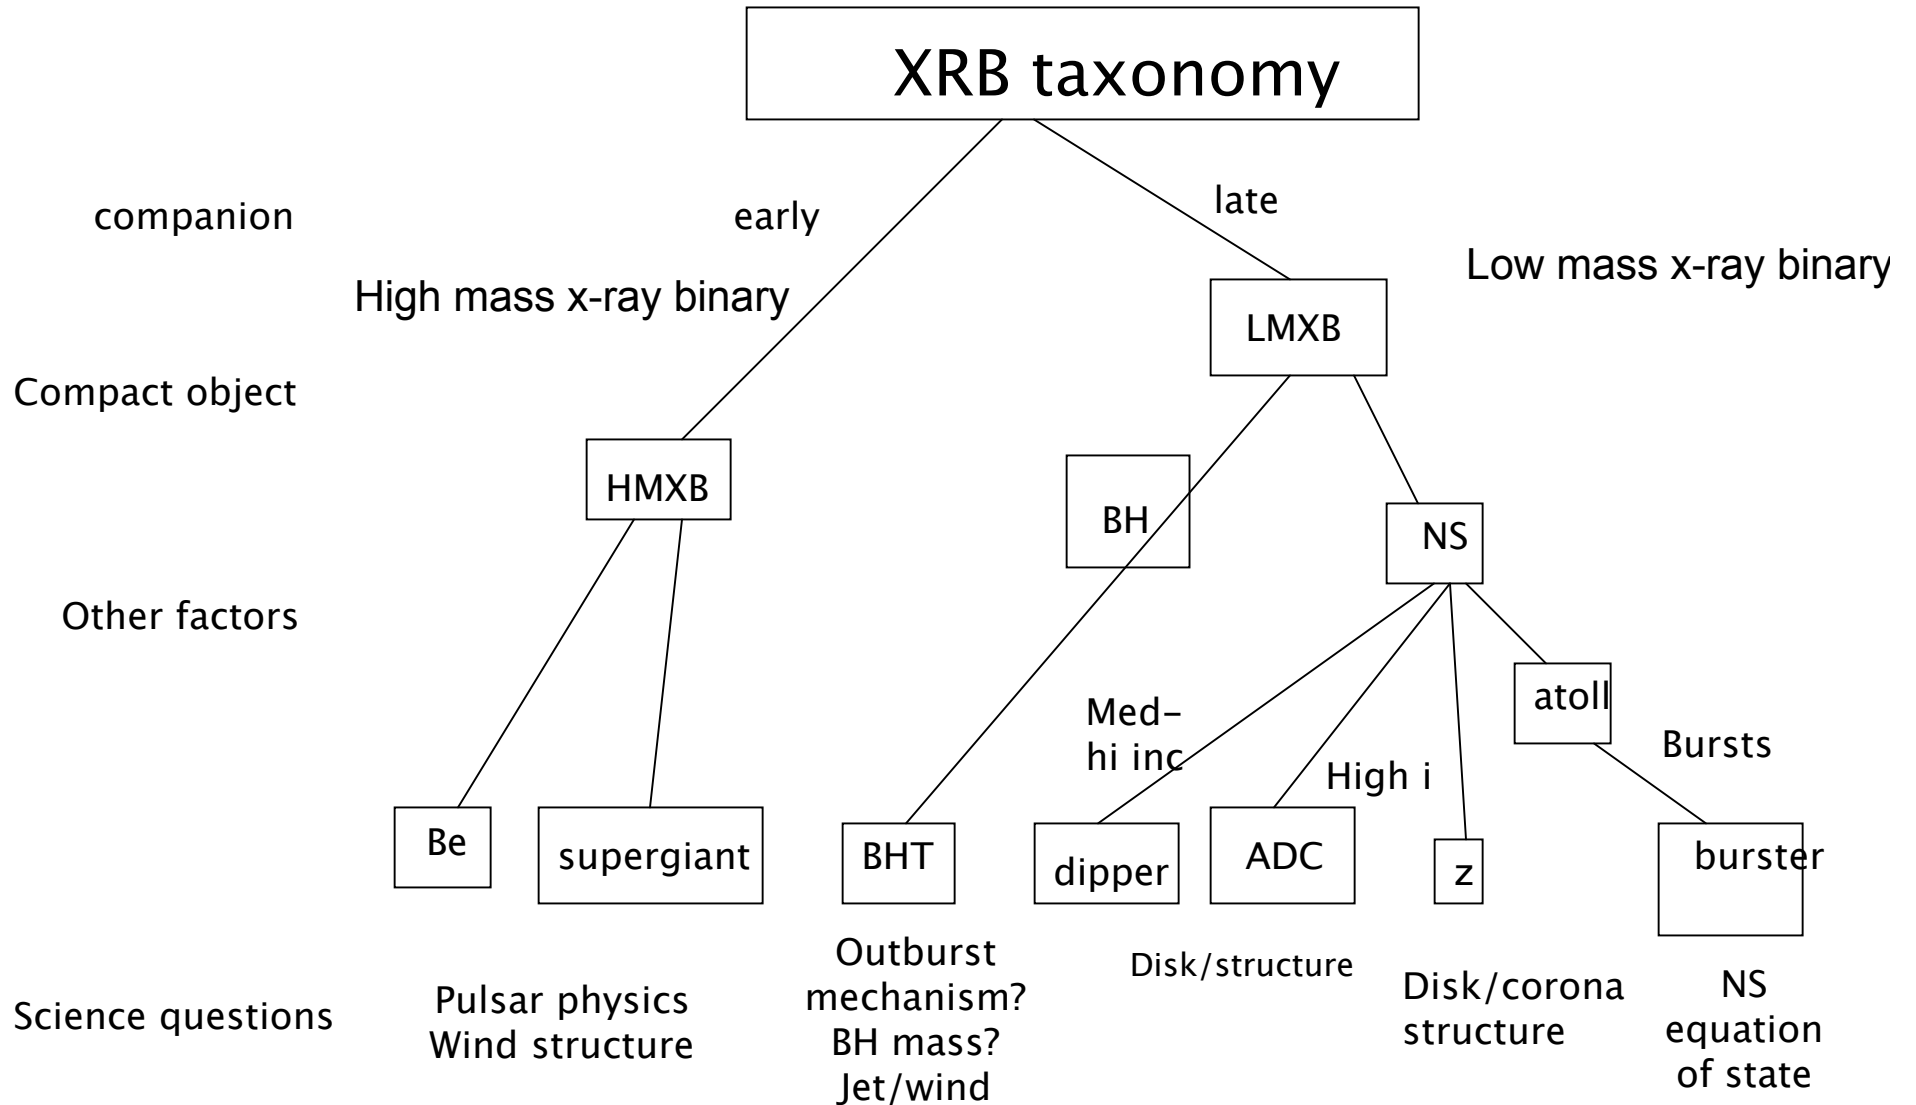 XRB taxonomy
companion
early
late
High mass x-ray binary
Low mass x-ray binary
LMXB
Compact object
HMXB
BH
NS
Other factors
atoll
Med-
hi inc
High i
Bursts
Be
supergiant
BHT
dipper
ADC
z
burster
Science questions
Pulsar physics
Wind structure
Outburst
mechanism?
BH mass?
Jet/wind
Disk/structure
Disk/corona
structure
NS
equation
of state